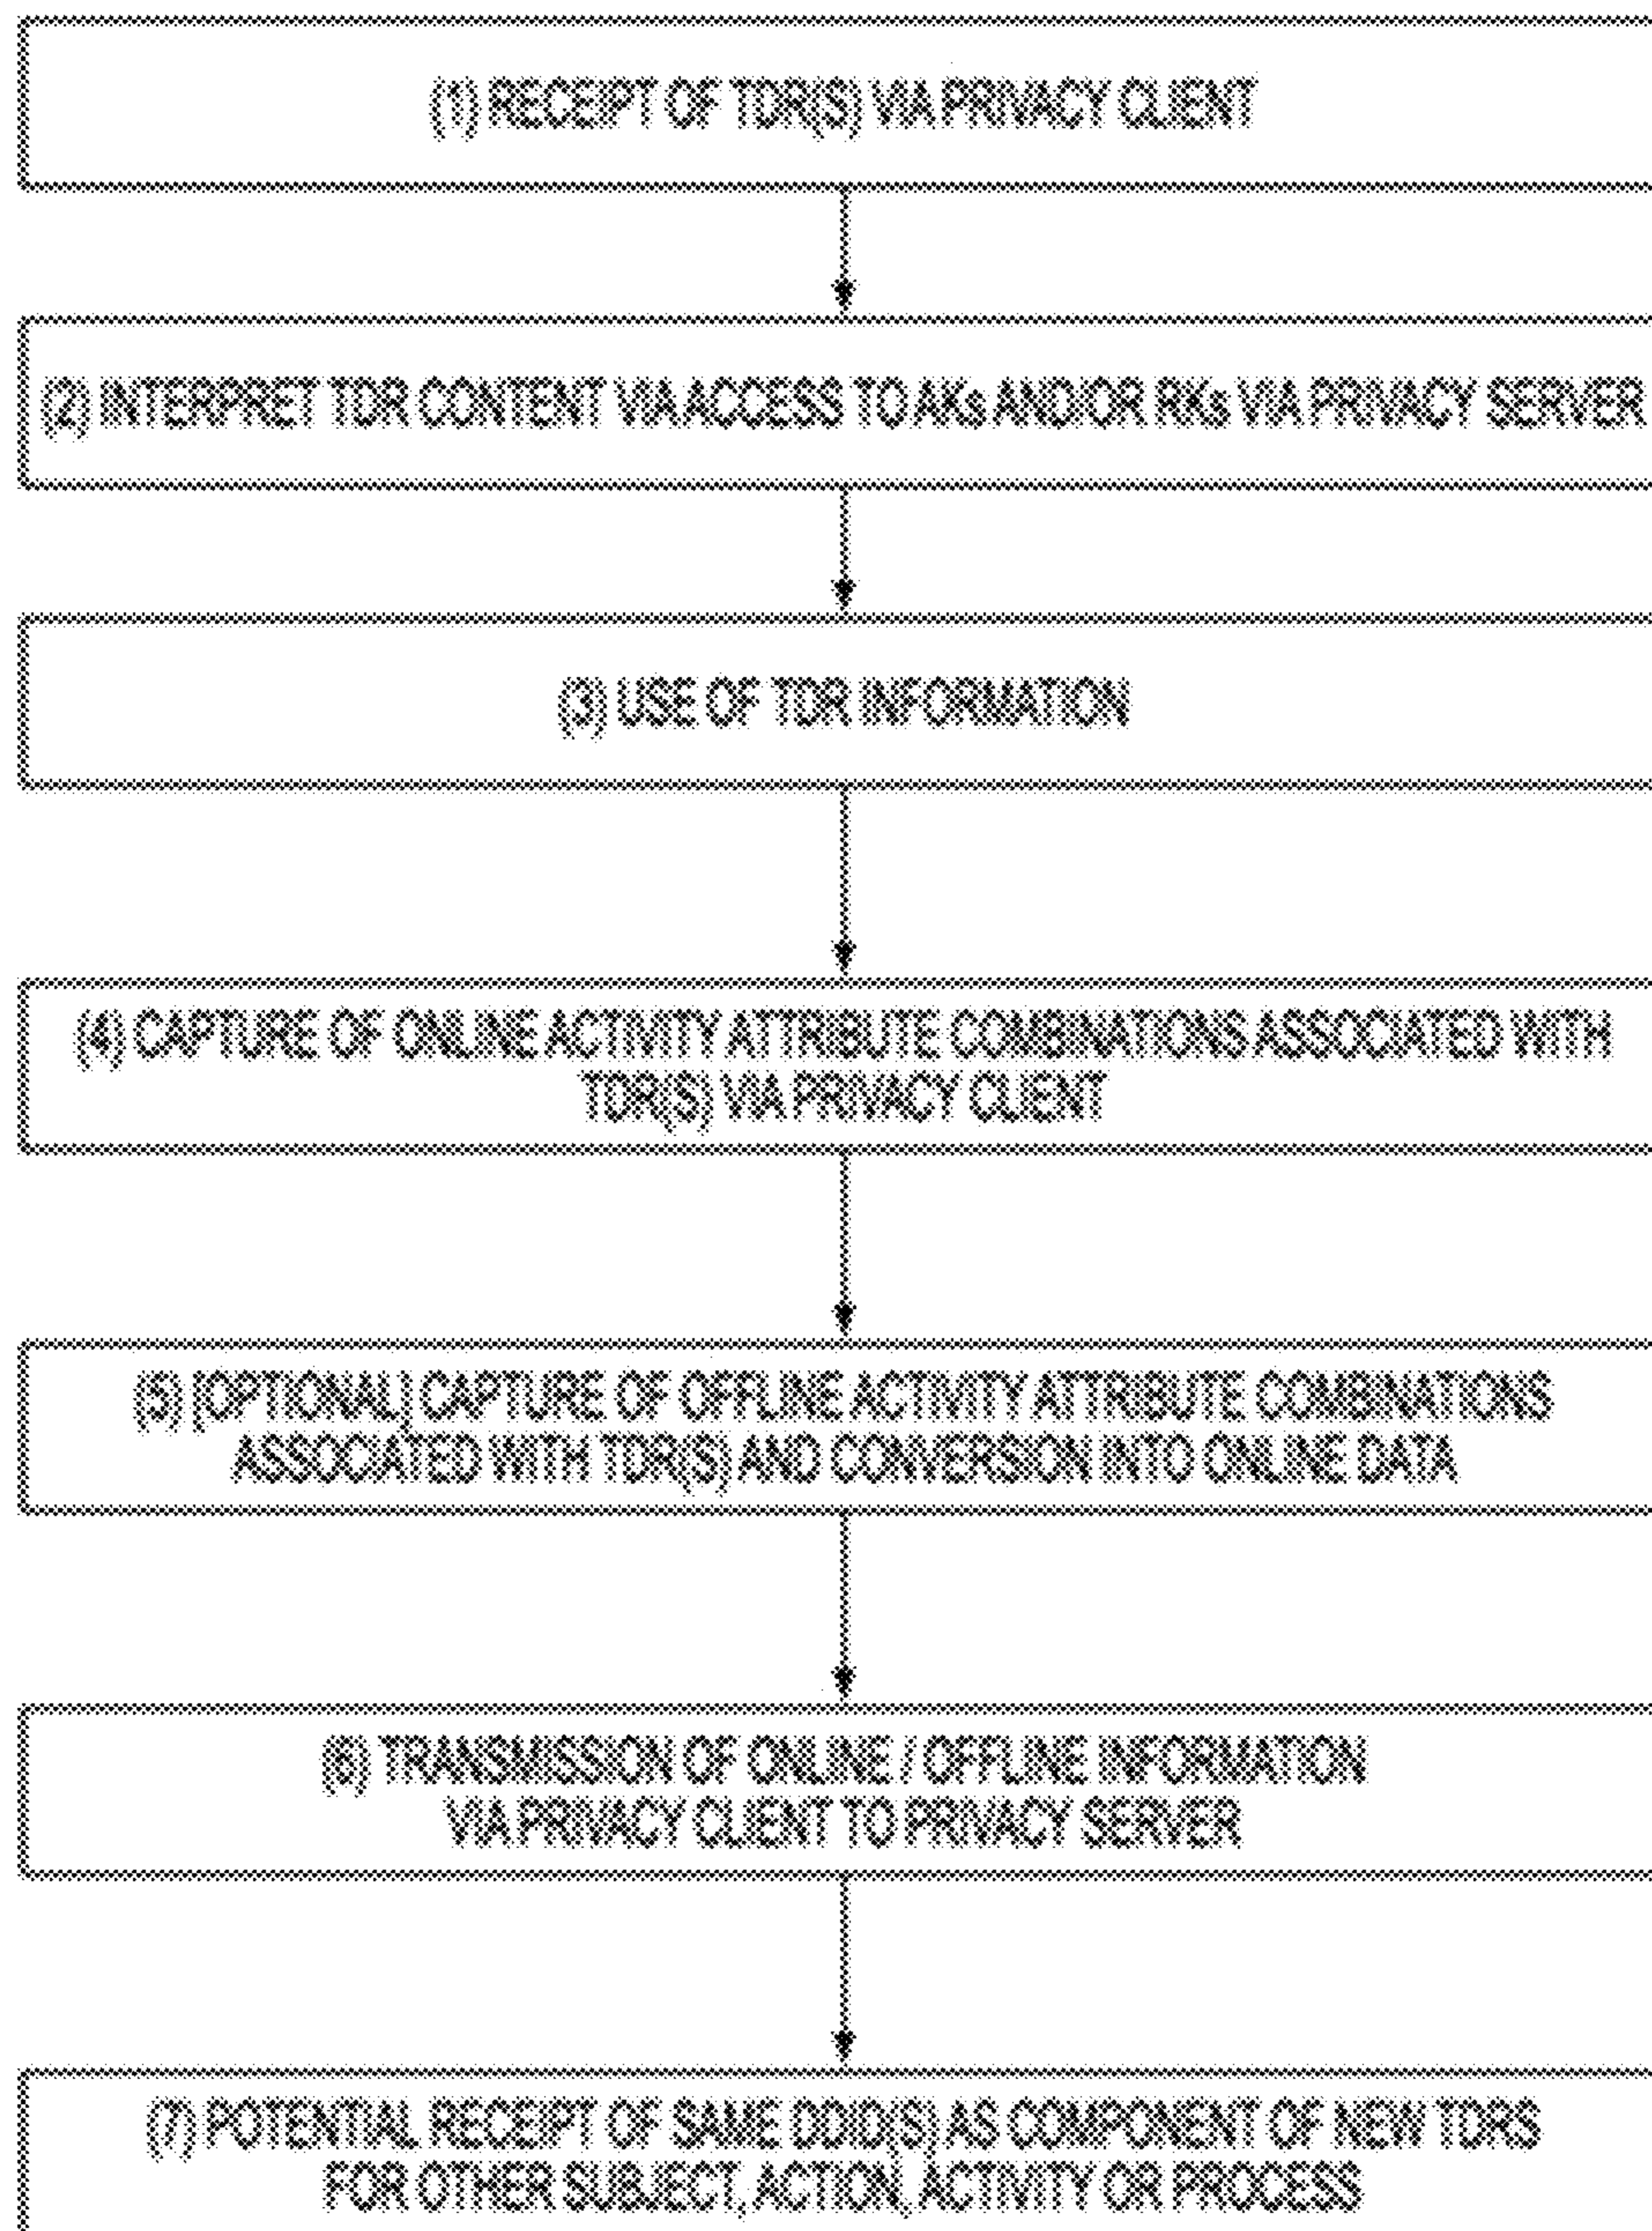 (1) RECEIPT OF TDR(S) VIA PRIVACY CLIENT
(2) INTERPRET TDR CONTENT VIA ACCESS TO AKs AND/OR RKs VIA PRIVACY SERVER
(3) USE OF TDR INFORMATION
(4) CAPTURE OF ONLINE ACTIVITY ATTRIBUTE COMBINATIONS ASSOCIATED WITH
TDR(S) VIA PRIVACY CLIENT
(5) [OPTIONAL] CAPTURE OF OFFLINE ACTIVITY ATTRIBUTE COMBINATIONS
ASSOCIATED WITH TDR(S) AND CONVERSION INTO ONLINE DATA
(6) TRANSMISSION OF ONLINE / OFFLINE INFORMATION
VIA PRIVACY CLIENT TO PRIVACY SERVER
(7) POTENTIAL RECEIPT OF SAME DDID(S) AS COMPONENT OF NEW TDRS
FOR OTHER SUBJECT, ACTION, ACTIVITY OR PROCESS